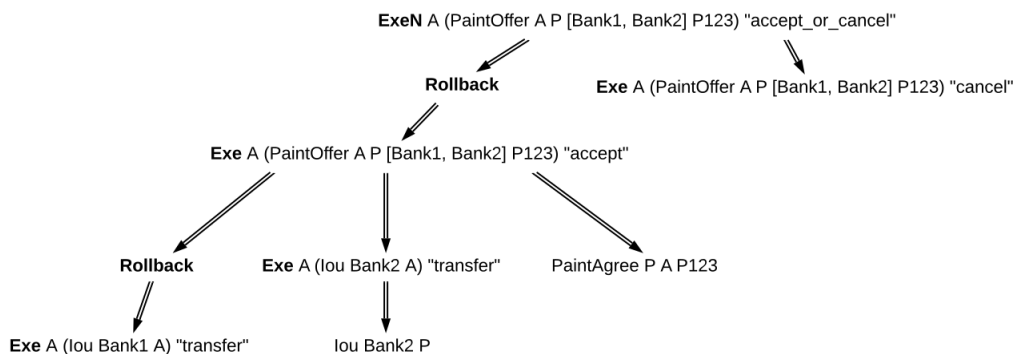 ExeN A (PaintOffer A P [Bank1, Bank2] P123) "accept_or_cancel"
Rollback
Exe A (PaintOffer A P [Bank1, Bank2] P123) "cancel"
Exe A (PaintOffer A P [Bank1, Bank2] P123) "accept"
Rollback
Exe A (Iou Bank2 A) "transfer"
PaintAgree P A P123
Exe A (Iou Bank1 A) "transfer"
Iou Bank2 P